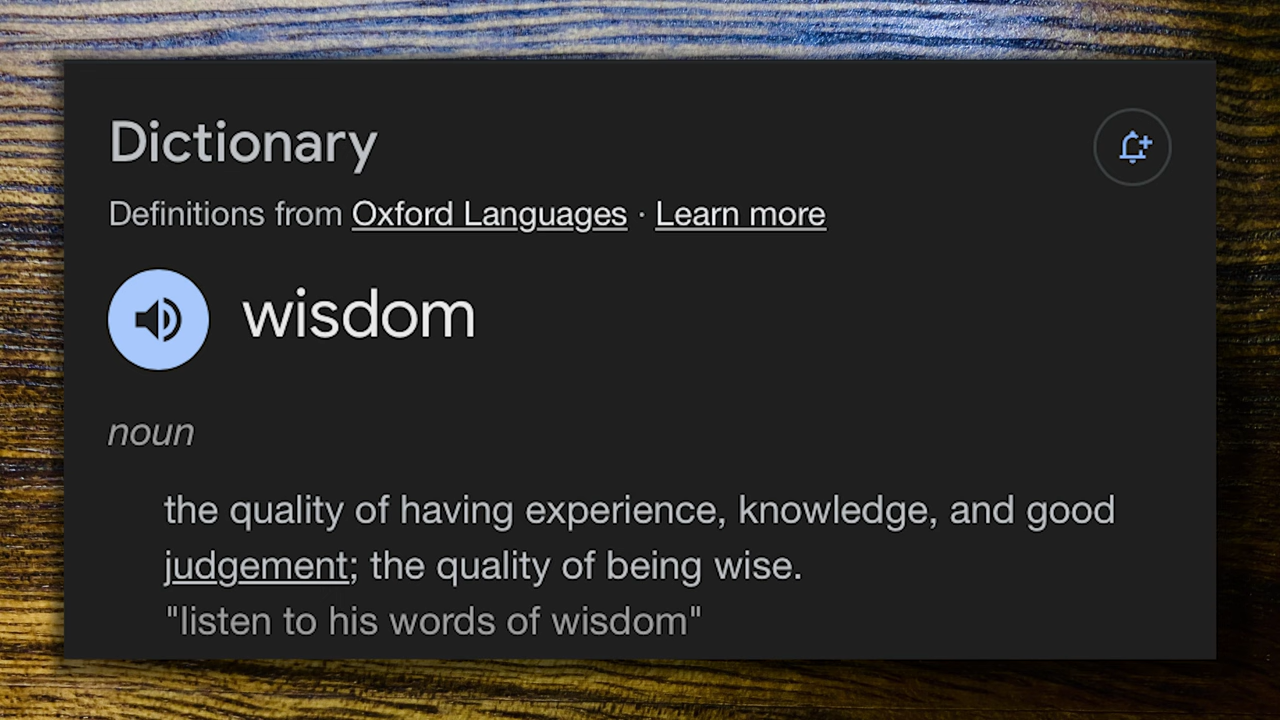 Dictionary
Definitions from Oxford Languages · Learn more
wisdom
noun
the quality of having experience, knowledge, and good
judgement; the quality of being wise.
"listen to his words of wisdom"